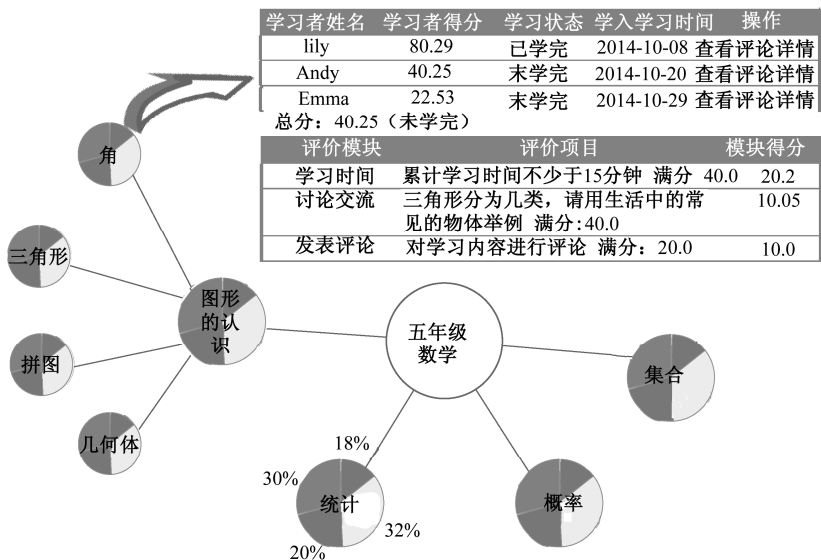 学习者姓名 学习者得分 学习状态 学入学习时间 操作
lily 80.29 已学完 2014-10-08 查看评论详情
Andy 40.25 末学完 2014-10-20 查看评论详情
Emma 22.53 末学完 2014-10-29 查看评论详情
总分：40.25（未学完）
评价模块 评价项目 模块得分
学习时间 累计学习时间不少于15分钟 满分 40.0 20.2
讨论交流 三角形分为几类，请用生活中的常 10.05
见的物体举例 满分:40.0
发表评论 对学习内容进行评论 满分：20.0 10.0
角
三角形
拼图
几何体
图形
的认
识
五年级
数学
集合
18%
30%
统计
32%
20%
概率